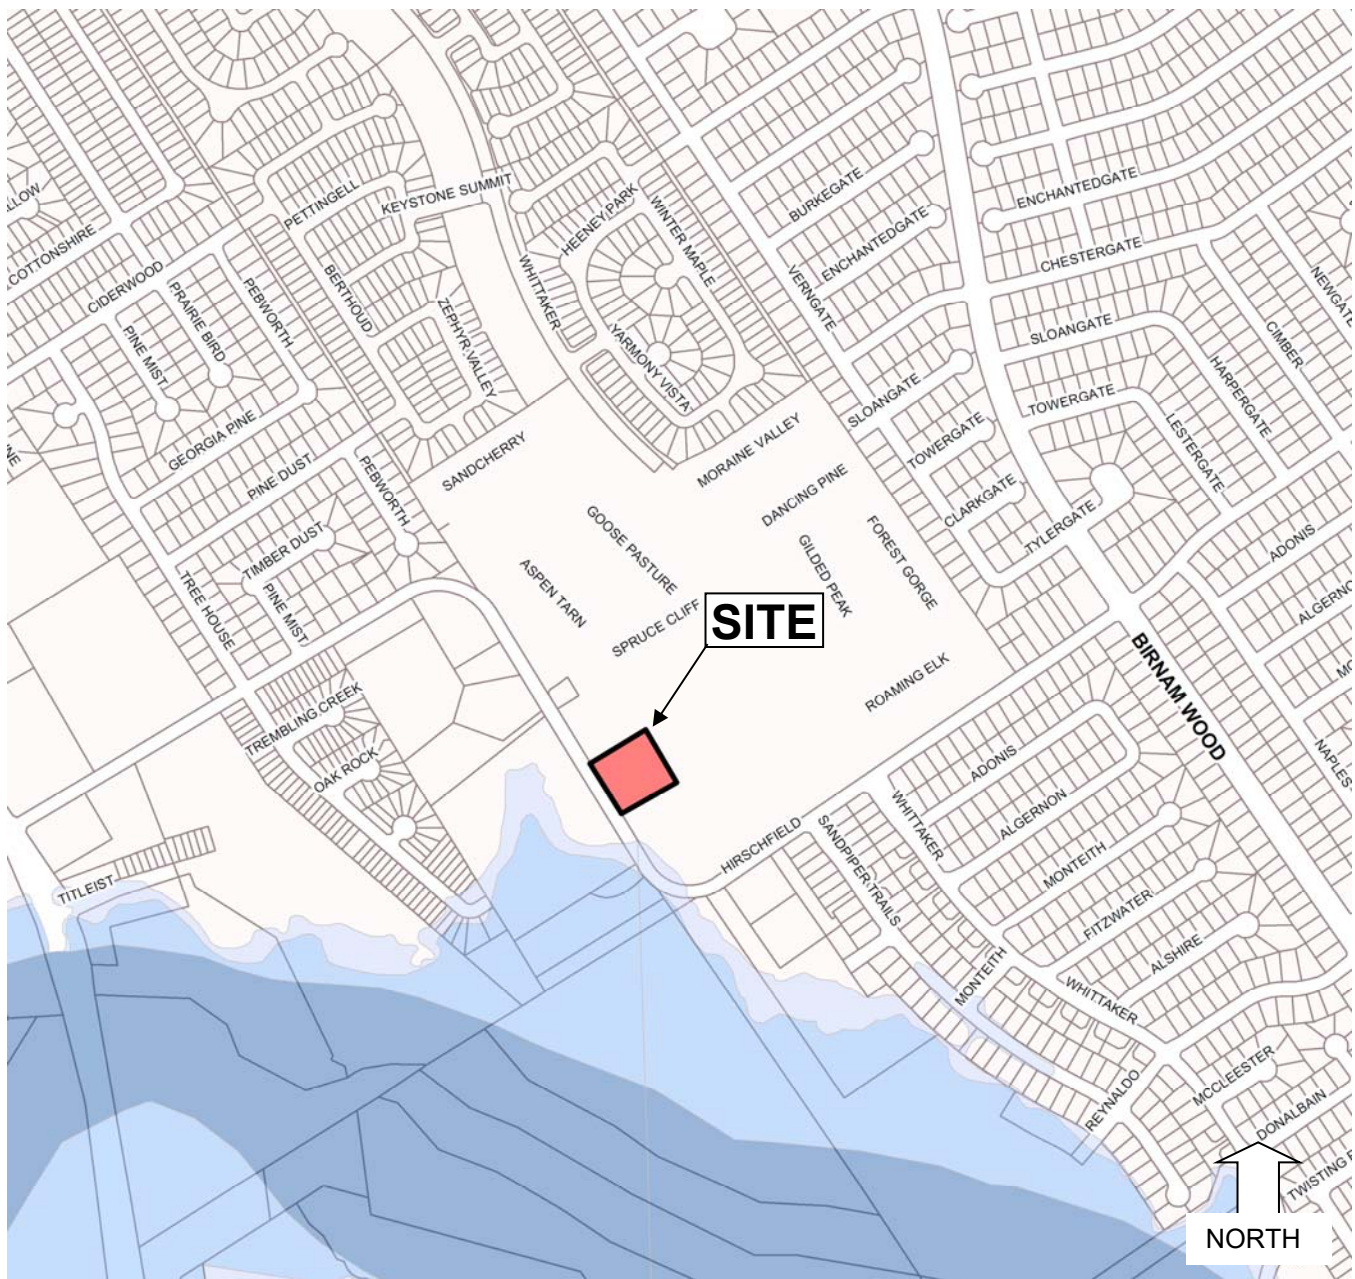 KEYSTONE SUMMIT
PETTINGELL
BURKEGATE
ENCHANTEDGATE
HEENEY PARK
WINTER MAPLE
COTTONSHIRE
ENCHANTEDGATE
CHESTERGATE
CIDERWOOD
PRAIRIE BIRD
PEBWORTH
BERTHOUD
WHITTAKER
VERNGATE
NEWGATE
PINE MIST
ZEPHYR VALLEY
YARMONY VISTA
SLOANGATE
CIMBER
HARPERGATE
SLOANGATE
TOWERGATE
GEORGIA PINE
SANDCHERRY
MORAINE VALLEY
TOWERGATE
LESTERGATE
PINE DUST
PEBWORTH
DANCING PINE
CLARKGATE
TIMBER DUST
GOOSE PASTURE
FOREST GORGE
TYLERGATE
ADONIS
ASPEN TARN
GILDED PEAK
TREE HOUSE
PINE MIST
SPRUCE CLIFF
SITE
BIRNAM WOOD
ROAMING ELK
TREMBLING CREEK
OAK ROCK
ADONIS
NAPLES
ALGERNON
WHITTAKER
HIRSCHFIELD
SANDPIPER TRAILS
MONTEITH
TITLEIST
FITZWATER
ALSHIRE
MONTEITH
WHITTAKER
MCCLEESTER
REYNALDO
DONALBAIN
NORTH